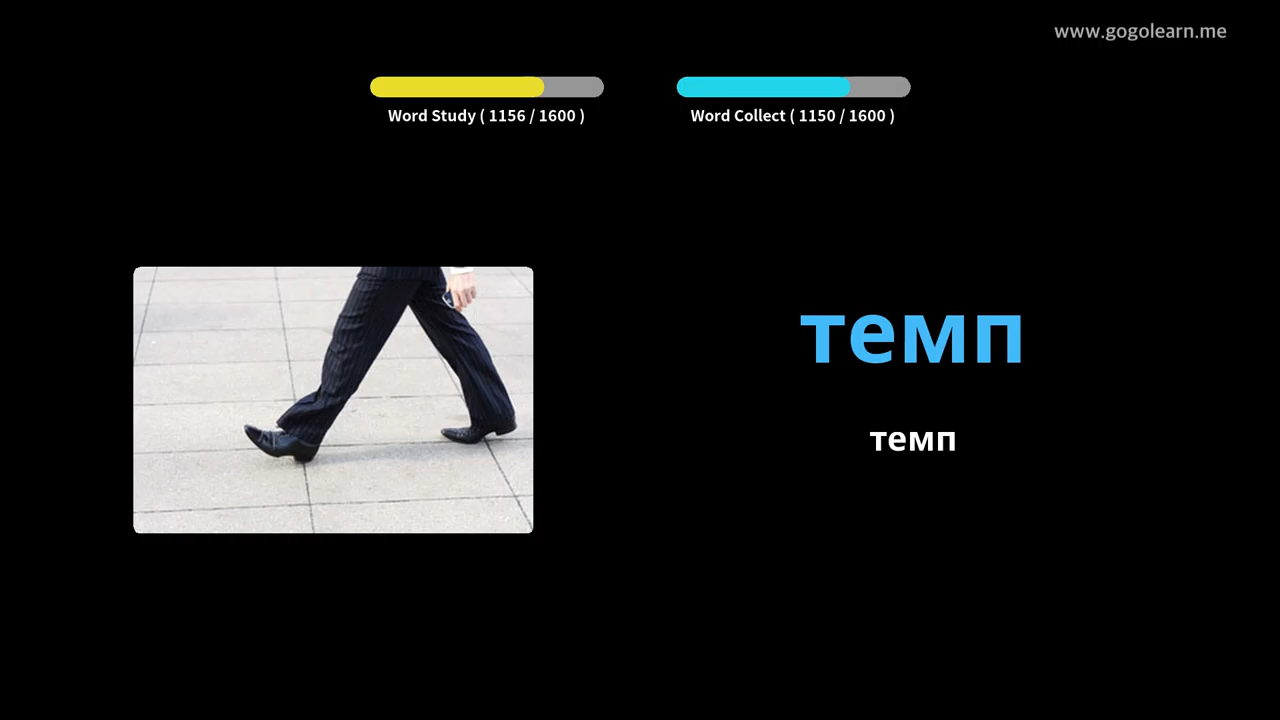 www.gogolearn.me
Word Study ( 1156 / 1600 )
Word Collect ( 1150 / 1600 )
темп
темп